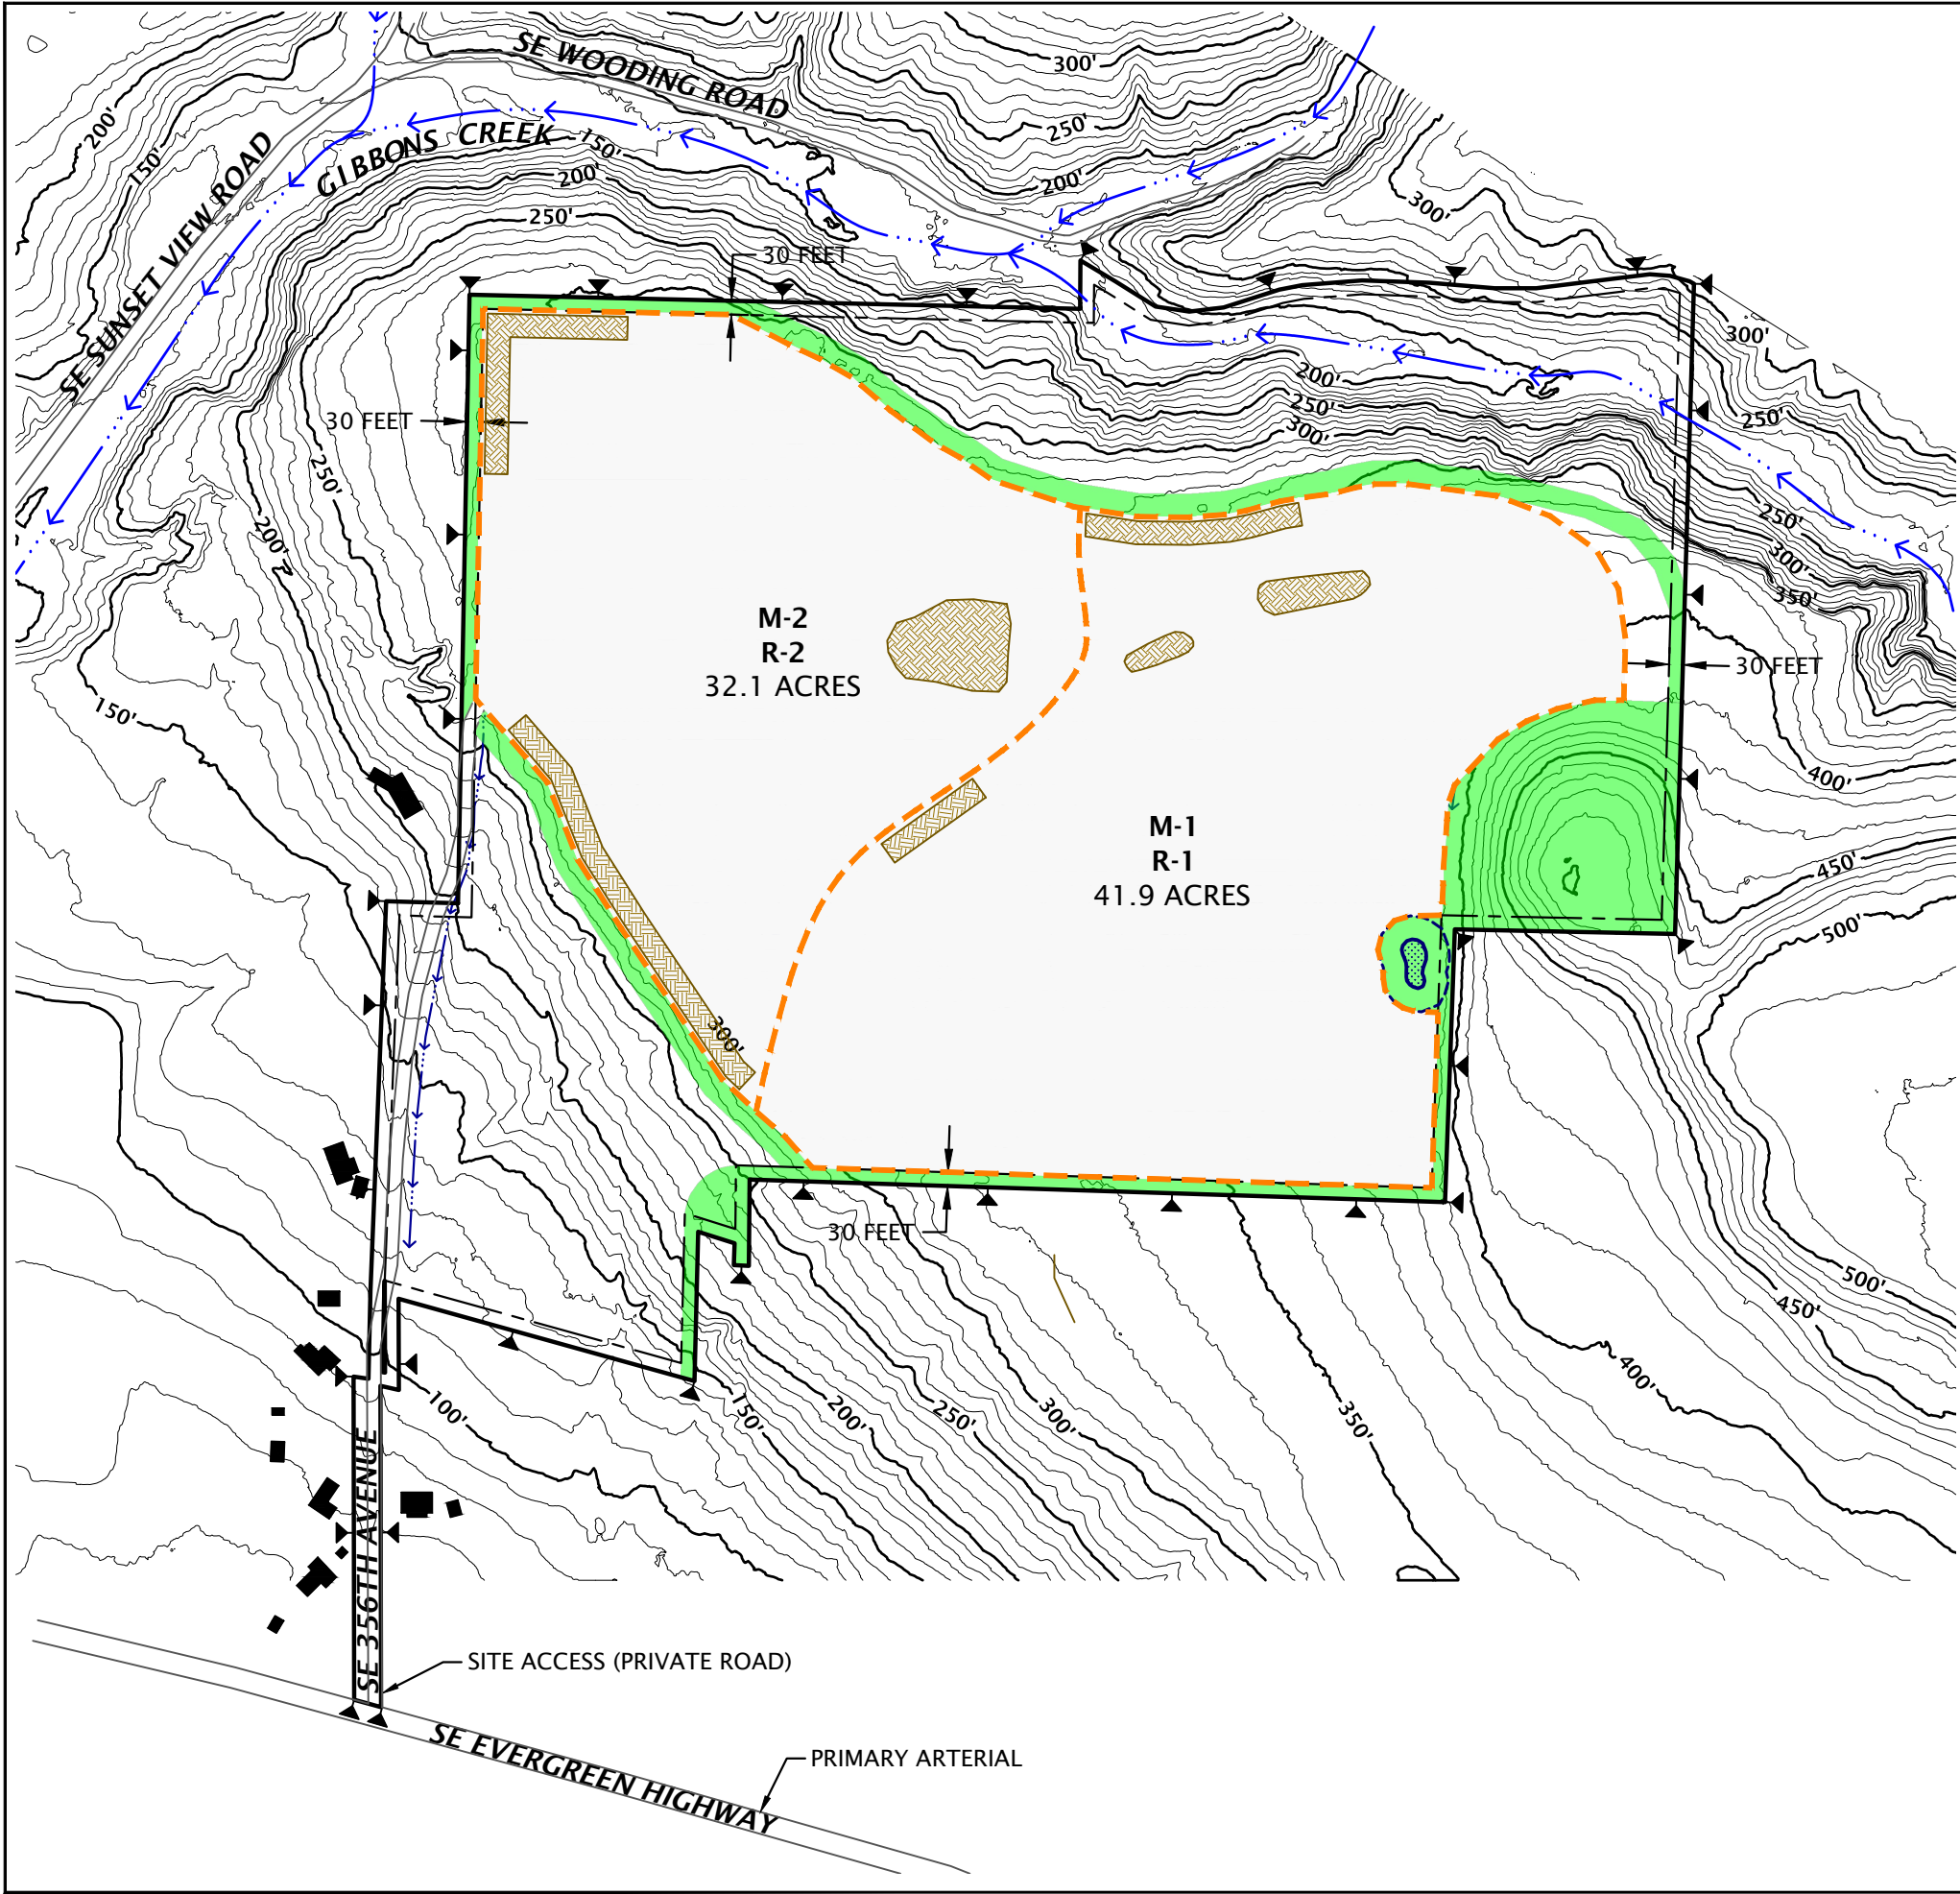 SE WOODING ROAD
300'
200'
250'
GIBBONS CREEK
150'
150'
200'
200'
300'
250'
SE SUNSET VIEW ROAD
30 FEET
300'
200'
250'
250'
300'
30 FEET
250'
250'
200'
300'
350'
M-2
R-2
32.1 ACRES
30 FEET
150'
400'
M-1
R-1
41.9 ACRES
450'
500'
300'
30 FEET
500'
450'
400'
100'
150'
200'
250'
300'
350'
SE 356TH AVENUE
SITE ACCESS (PRIVATE ROAD)
SE EVERGREEN HIGHWAY
PRIMARY ARTERIAL